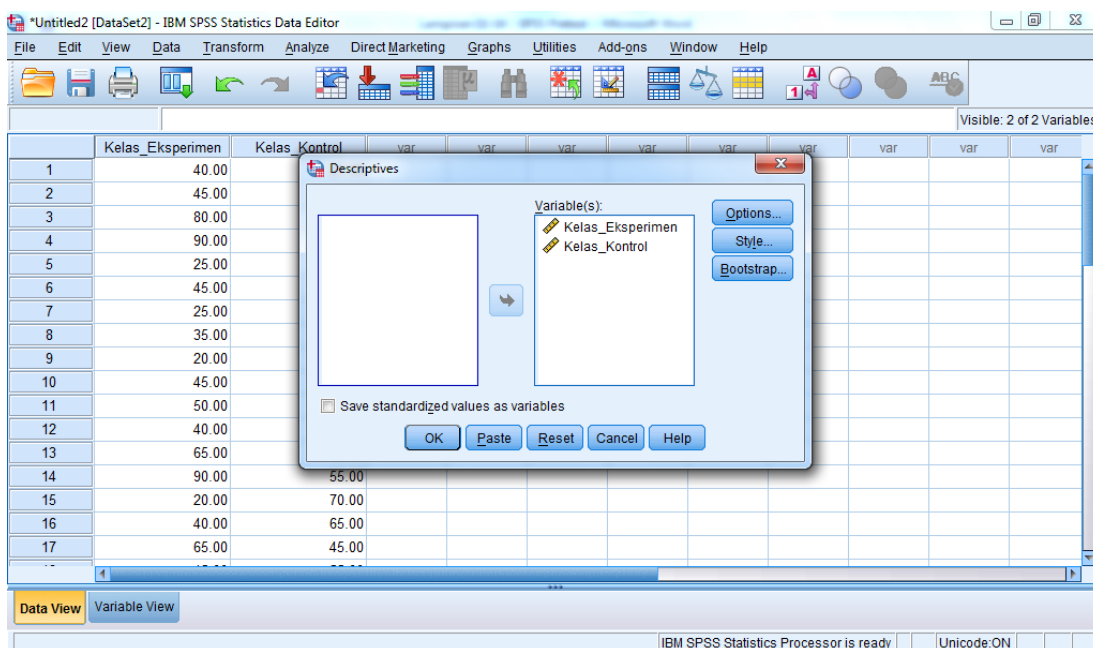 *Untitled2 [DataSet2] - IBM SPSS Statistics Data Editor
File Edit View Data Transform Analyze Direct Marketing Graphs Utilities Add-ons Window Help
Visible: 2 of 2 Variables
Kelas_Eksperimen Kelas_Kontrol var var var var var var var var var
1 40.00
2 45.00
3 80.00
4 90.00
5 25.00
6 45.00
7 25.00
8 35.00
9 20.00
10 45.00
11 50.00
12 40.00
13 65.00
14 90.00 55.00
15 20.00 70.00
16 40.00 65.00
17 65.00 45.00
Descriptives
Variable(s):
Kelas_Eksperimen
Kelas_Kontrol
Options...
Style...
Bootstrap...
Save standardized values as variables
OK Paste Reset Cancel Help
Data View Variable View
IBM SPSS Statistics Processor is ready Unicode:ON